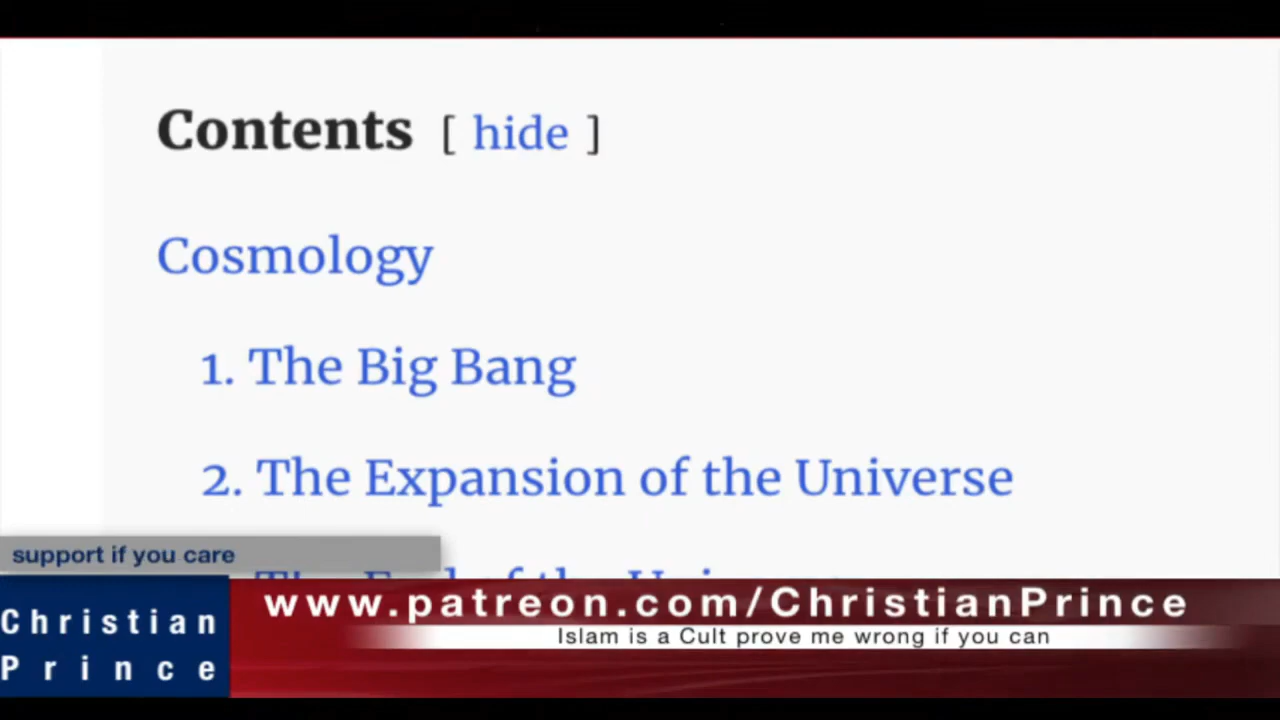 Contents [ hide ]
Cosmology
1. The Big Bang
2. The Expansion of the Universe
support if you care
www.patreon.com/ChristianPrince
Christian
Prince
Islam is a Cult prove me wrong if you can